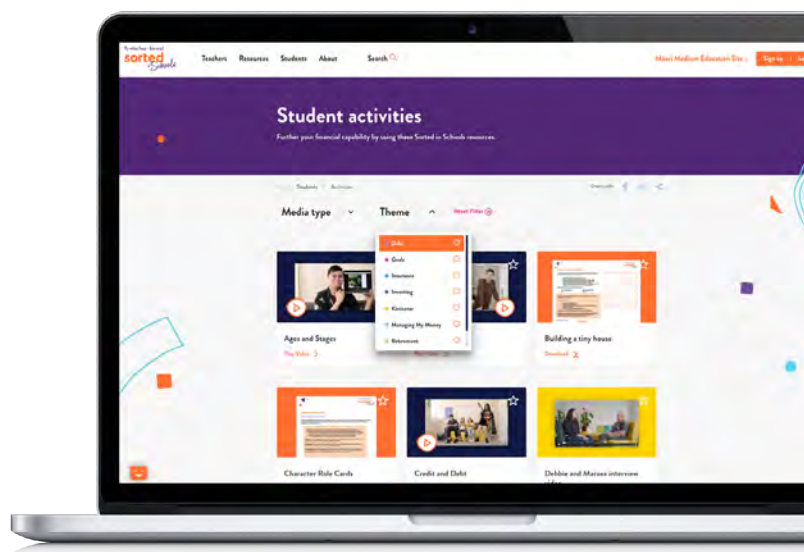 sorted
Schools
Teachers Resources Students About Search
Māori Medium Education Site
Sign up
Student activities
Further your financial capability by using these Sorted in Schools resources.
Students Activities
Media type Theme Reset Filter
Debt
Goals
Insurance
Investing
Kiwisaver
Managing My Money
Retirement
Ages and Stages
Play Video
Building a tiny house
Download
Character Role Cards
Credit and Debt
Debbie and Maraea interview